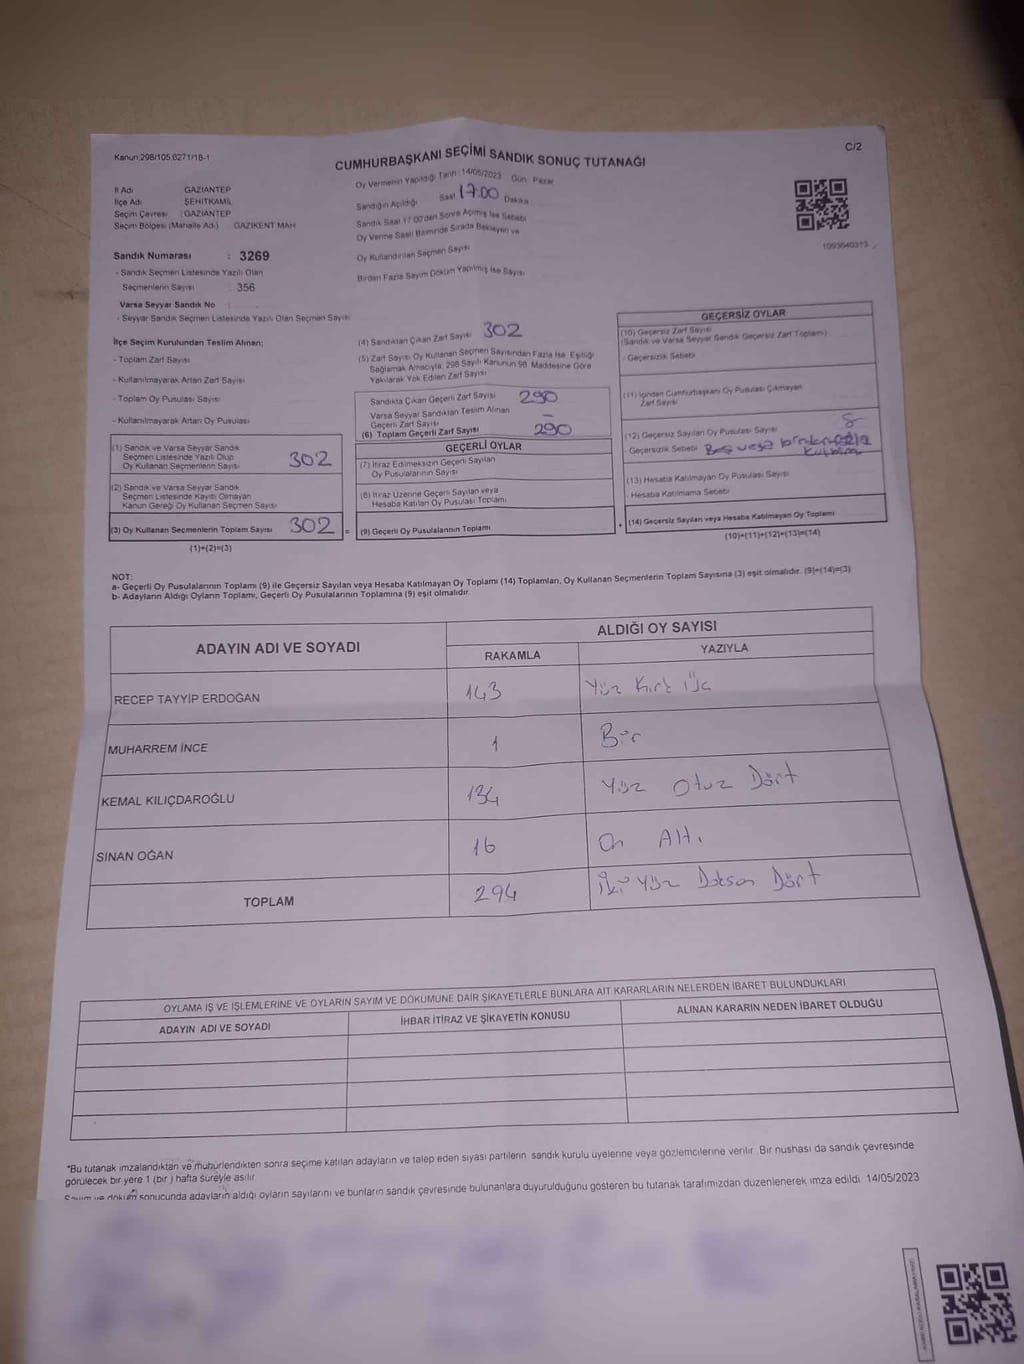 Kanun:298/105,6271/18-1
C/2
CUMHURBAŞKANI SEÇİMİ SANDIK SONUÇ TUTANAĞI
İl Adı : GAZİANTEP
İlçe Adı : ŞEHİTKAMİL
Seçim Çevresi : GAZİANTEP
Seçim Bölgesi (Mahalle Adı) : GAZİKENT MAH
Sandık Numarası : 3269
- Sandık Seçmen Listesinde Yazılı Olan
Seçmenlerin Sayısı : 356
Varsa Seyyar Sandık No :
- Seyyar Sandık Seçmen Listesinde Yazılı Olan Seçmen Sayısı
Oy Vermenin Yapıldığı Tarih : 14/05/2023 Gün Pazar
Sandığın Açıldığı Saat 17:00 Dakika
Sandık Saat 17:00'den Sonra Açılmış İse Sebebi
Oy Verme Saati Bitiminde Sırada Bekleyen ve
Oy Kullandırılan Seçmen Sayısı
Birden Fazla Sayım Döküm Yapılmış İse Sayısı
1093640313
İlçe Seçim Kurulundan Teslim Alınan;
- Toplam Zarf Sayısı
- Kullanılmayarak Artan Zarf Sayısı
- Toplam Oy Pusulası Sayısı
- Kullanılmayarak Artan Oy Pusulası
(1) Sandık ve Varsa Seyyar Sandık
Seçmen Listesinde Yazılı Olup
Oy Kullanan Seçmenlerin Sayısı 302
(2) Sandık ve Varsa Seyyar Sandık
Seçmen Listesinde Kayıtlı Olmayan
Kanun Gereği Oy Kullanan Seçmen Sayısı
(3) Oy Kullanan Seçmenlerin Toplam Sayısı 302 =
(1)+(2)=(3)
(4) Sandıktan Çıkan Zarf Sayısı 302
(5) Zarf Sayısı Oy Kullanan Seçmen Sayısından Fazla İse, Eşitliği
Sağlamak Amacıyla, 298 Sayılı Kanunun 98. Maddesine Göre
Yakılarak Yok Edilen Zarf Sayısı
Sandıkta Çıkan Geçerli Zarf Sayısı 290
Varsa Seyyar Sandıktan Teslim Alınan
Geçerli Zarf Sayısı -
(6) Toplam Geçerli Zarf Sayısı 290
GEÇERLİ OYLAR
(7) İtiraz Edilmeksizin Geçerli Sayılan
Oy Pusulalarının Sayısı
(8) İtiraz Üzerine Geçerli Sayılan veya
Hesaba Katılan Oy Pusulası Toplamı
(9) Geçerli Oy Pusulalarının Toplamı +
GEÇERSİZ OYLAR
(10) Geçersiz Zarf Sayısı
(Sandık ve Varsa Seyyar Sandık Geçersiz Zarf Toplamı)
- Geçersizlik Sebebi
(11) İçinden Cumhurbaşkanı Oy Pusulası Çıkmayan
Zarf Sayısı
(12) Geçersiz Sayılan Oy Pusulası Sayısı 8
- Geçersizlik Sebebi Boş veya birden fazla
(13) Hesaba Katılmayan Oy Pusulası Sayısı
- Hesaba Katılmama Sebebi
(14) Geçersiz Sayılan veya Hesaba Katılmayan Oy Toplamı
(10)+(11)+(12)+(13)=(14)
NOT:
a- Geçerli Oy Pusulalarının Toplamı (9) ile Geçersiz Sayılan veya Hesaba Katılmayan Oy Toplamı (14) Toplamları, Oy Kullanan Seçmenlerin Toplam Sayısına (3) eşit olmalıdır. (9)+(14)=(3)
b- Adayların Aldığı Oyların Toplamı, Geçerli Oy Pusulalarının Toplamına (9) eşit olmalıdır.
ADAYIN ADI VE SOYADI
ALDIĞI OY SAYISI
RAKAMLA YAZIYLA
RECEP TAYYİP ERDOĞAN 143 Yüz Kırk Üç
MUHARREM İNCE 1 Bir
KEMAL KILIÇDAROĞLU 134 Yüz Otuz Dört
SİNAN OĞAN 16 On Altı
TOPLAM 294 İki Yüz Doksan Dört
OYLAMA İŞ VE İŞLEMLERİNE VE OYLARIN SAYIM VE DÖKÜMÜNE DAİR ŞİKAYETLERLE BUNLARA AİT KARARLARIN NELERDEN İBARET BULUNDUKLARI
ADAYIN ADI VE SOYADI İHBAR İTİRAZ VE ŞİKAYETİN KONUSU ALINAN KARARIN NEDEN İBARET OLDUĞU
*Bu tutanak imzalandıktan ve mühürlendikten sonra seçime katılan adayların ve talep eden siyasi partilerin sandık kurulu üyelerine veya gözlemcilerine verilir. Bir nüshası da sandık çevresinde
görülecek bir yere 1 (bir ) hafta süreyle asılır.
Sayım ve döküm sonucunda adayların aldığı oyların sayılarını ve bunların sandık çevresinde bulunanlara duyurulduğunu gösteren bu tutanak tarafımızdan düzenlenerek imza edildi. 14/05/2023